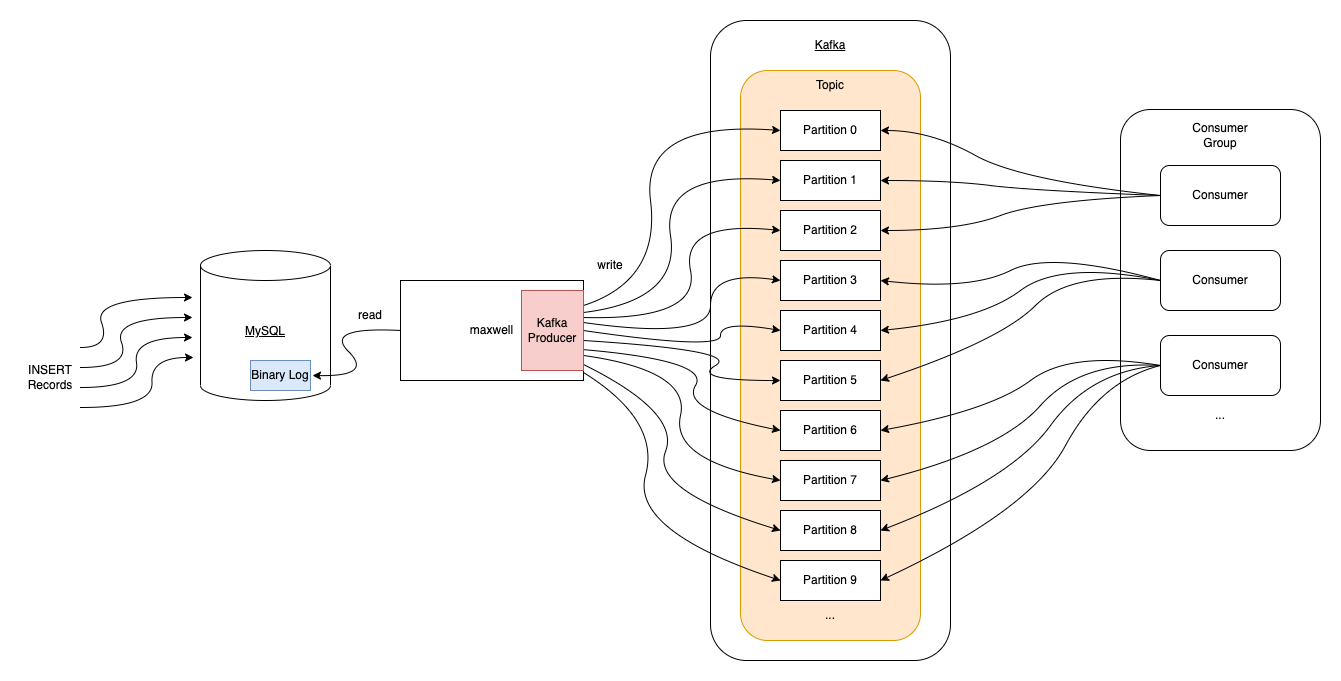 INSERT
Records
MySQL
Binary Log
read
maxwell
Kafka
Producer
write
Kafka
Topic
Partition 0
Partition 1
Partition 2
Partition 3
Partition 4
Partition 5
Partition 6
Partition 7
Partition 8
Partition 9
...
Consumer
Group
Consumer
Consumer
Consumer
...